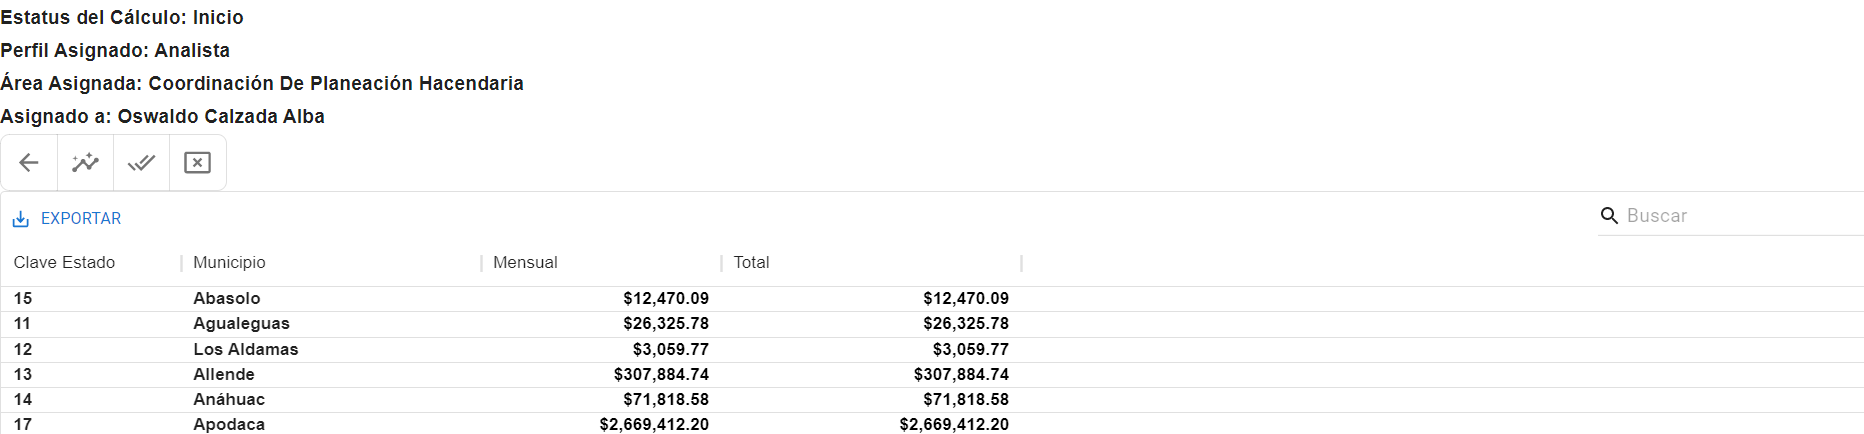 Estatus del Cálculo: Inicio
Perfil Asignado: Analista
Área Asignada: Coordinación De Planeación Hacendaria
Asignado a: Oswaldo Calzada Alba
EXPORTAR
Buscar
Clave Estado Municipio Mensual Total
15 Abasolo $12,470.09 $12,470.09
11 Agualeguas $26,325.78 $26,325.78
12 Los Aldamas $3,059.77 $3,059.77
13 Allende $307,884.74 $307,884.74
14 Anáhuac $71,818.58 $71,818.58
17 Apodaca $2,669,412.20 $2,669,412.20